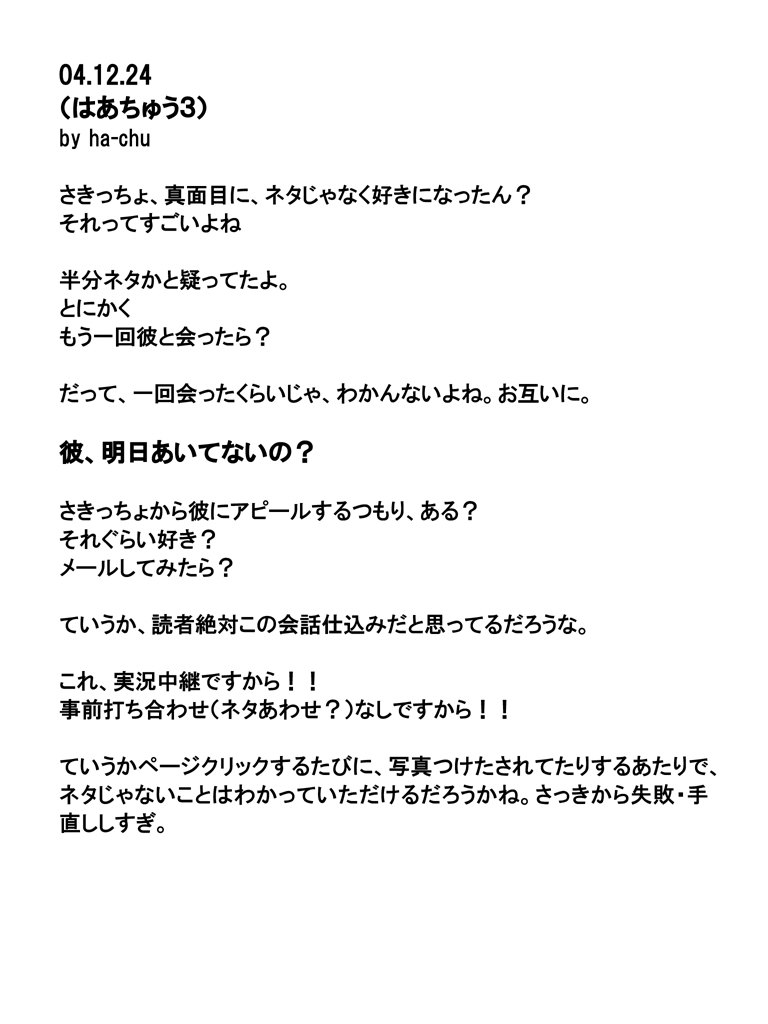 04.12.24
（はあちゅう３）
by ha-chu
さきっちょ、真面目に、ネタじゃなく好きになったん？
それってすごいよね
半分ネタかと疑ってたよ。
とにかく
もう一回彼と会ったら？
だって、一回会ったくらいじゃ、わかんないよね。お互いに。
彼、明日あいてないの？
さきっちょから彼にアピールするつもり、ある？
それぐらい好き？
メールしてみたら？
ていうか、読者絶対この会話仕込みだと思ってるだろうな。
これ、実況中継ですから！！
事前打ち合わせ（ネタあわせ？）なしですから！！
ていうかページクリックするたびに、写真つけたされてたりするあたりで、
ネタじゃないことはわかっていただけるだろうかね。さっきから失敗・手
直ししすぎ。